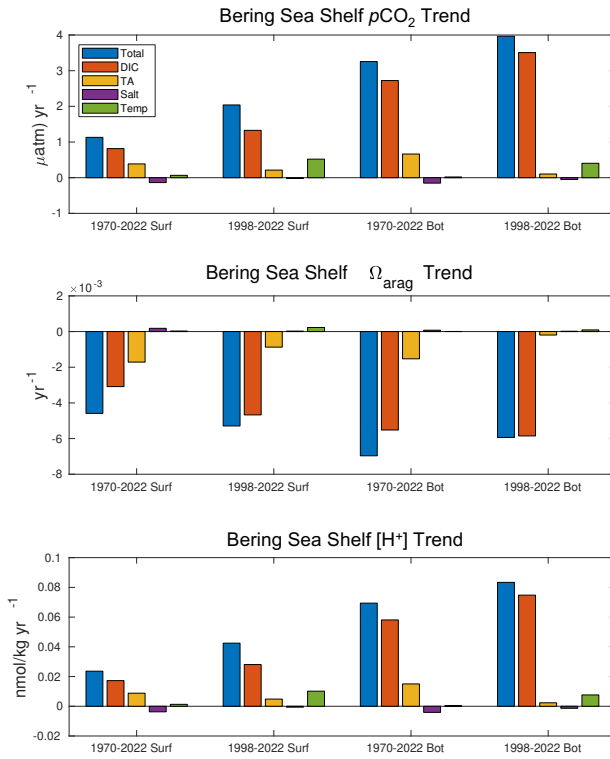 Bering Sea Shelf pCO2 Trend
4
3
2
1
0
-1
μatm) yr -1
Total
DIC
TA
Salt
Temp
1970-2022 Surf 1998-2022 Surf 1970-2022 Bot 1998-2022 Bot
Bering Sea Shelf Ωarag Trend
×10-3
2
0
-2
-4
-6
-8
yr-1
1970-2022 Surf 1998-2022 Surf 1970-2022 Bot 1998-2022 Bot
Bering Sea Shelf [H+] Trend
0.1
0.08
0.06
0.04
0.02
0
-0.02
nmol/kg yr-1
1970-2022 Surf 1998-2022 Surf 1970-2022 Bot 1998-2022 Bot